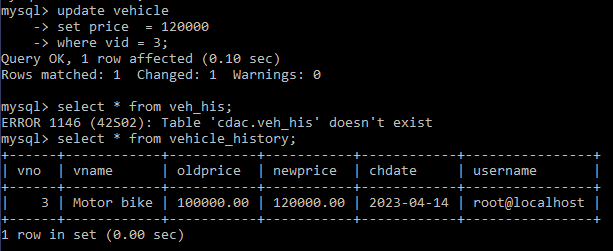 mysql> update vehicle
    -> set price  = 120000
    -> where vid = 3;
Query OK, 1 row affected (0.10 sec)
Rows matched: 1  Changed: 1  Warnings: 0

mysql> select * from veh_his;
ERROR 1146 (42S02): Table 'cdac.veh_his' doesn't exist
mysql> select * from vehicle_history;
+------+------------+-----------+-----------+------------+----------------+
| vno  | vname      | oldprice  | newprice  | chdate     | username       |
+------+------------+-----------+-----------+------------+----------------+
|    3 | Motor bike | 100000.00 | 120000.00 | 2023-04-14 | root@localhost |
+------+------------+-----------+-----------+------------+----------------+
1 row in set (0.00 sec)